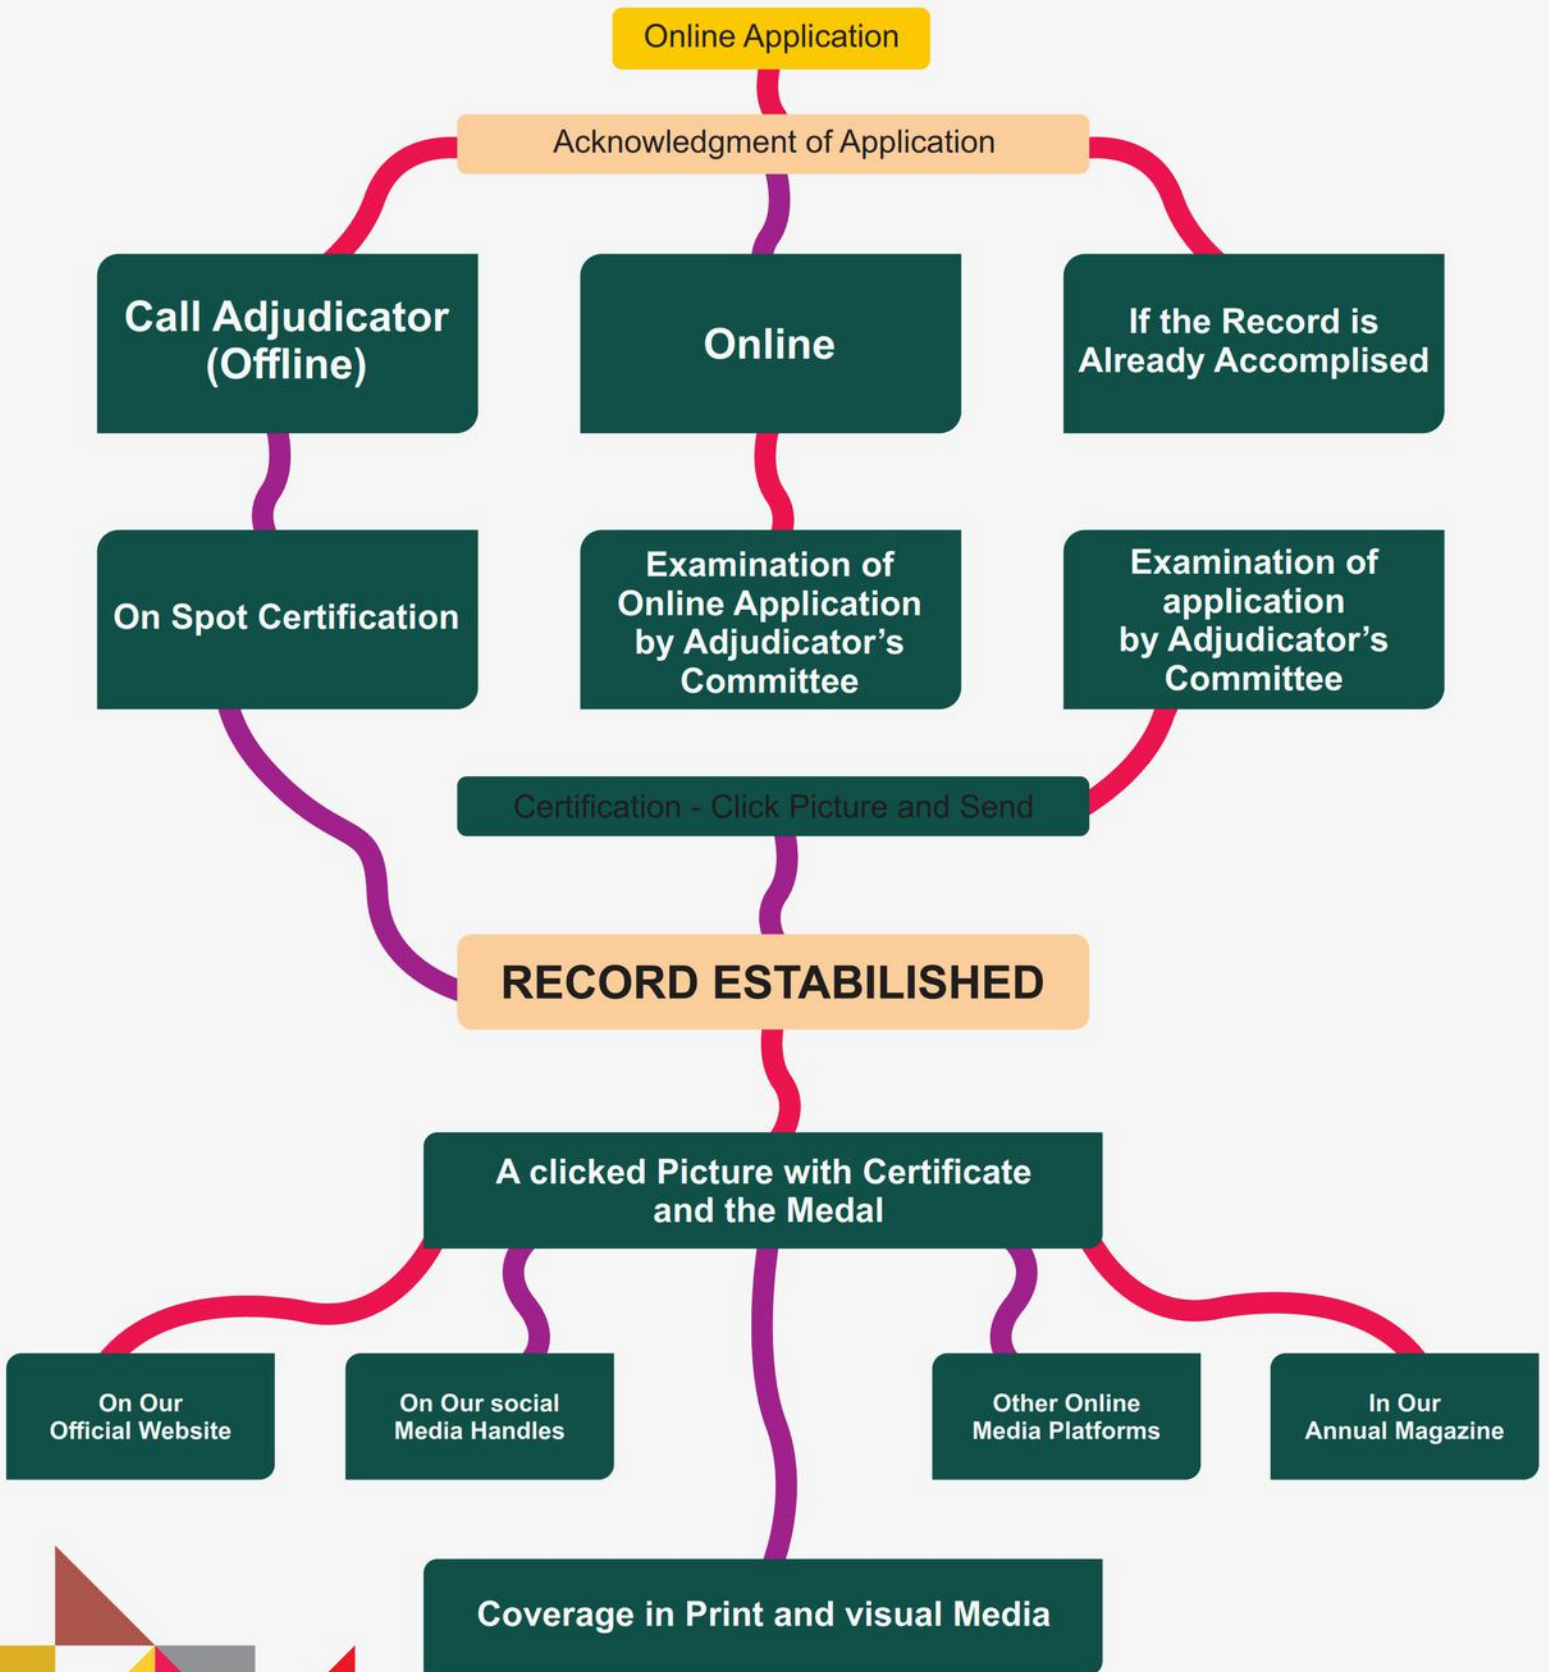 Online Application
Acknowledgment of Application
Call Adjudicator
(Offline)
Online
If the Record is
Already Accomplised
On Spot Certification
Examination of
Online Application
by Adjudicator’s
Committee
Examination of
application
by Adjudicator’s
Committee
Certification - Click Picture and Send
RECORD ESTABILISHED
A clicked Picture with Certificate
and the Medal
On Our
Official Website
On Our social
Media Handles
Other Online
Media Platforms
In Our
Annual Magazine
Coverage in Print and visual Media